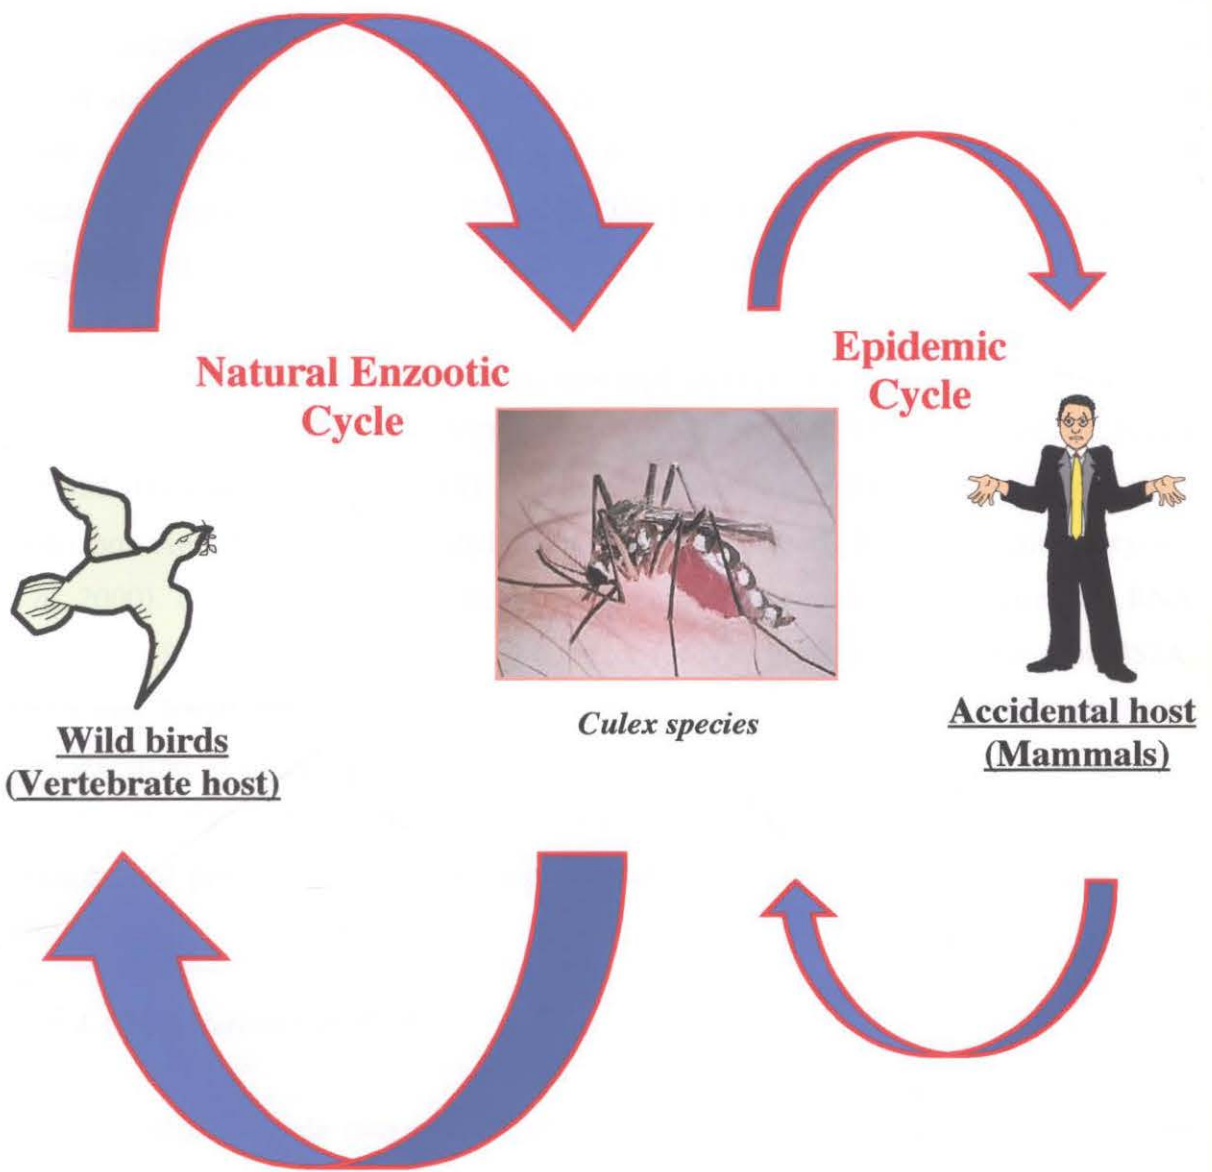 Natural Enzootic
Cycle
Epidemic
Cycle
Wild birds
(Vertebrate host)
Culex species
Accidental host
(Mammals)